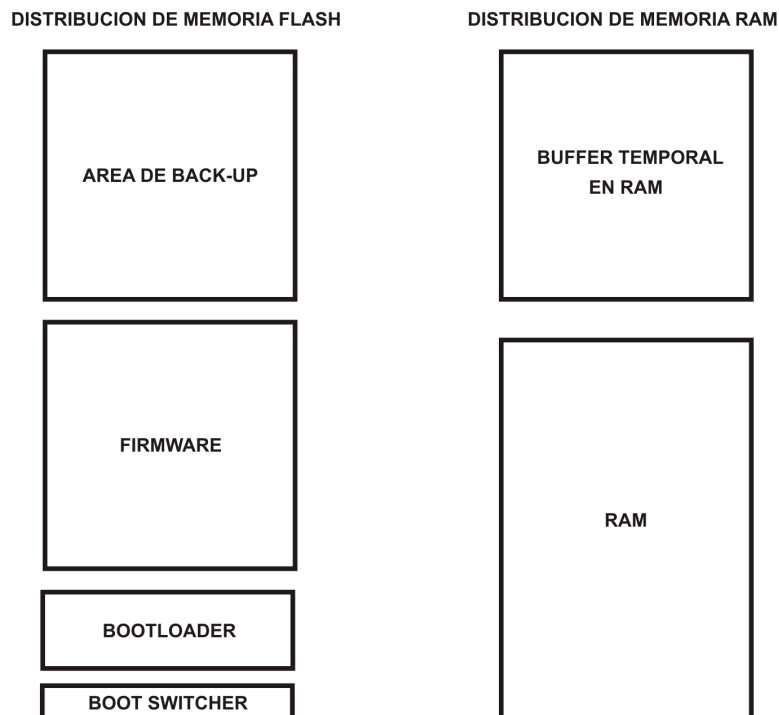 DISTRIBUCION DE MEMORIA FLASH
AREA DE BACK-UP
FIRMWARE
BOOTLOADER
BOOT SWITCHER
DISTRIBUCION DE MEMORIA RAM
BUFFER TEMPORAL
EN RAM
RAM